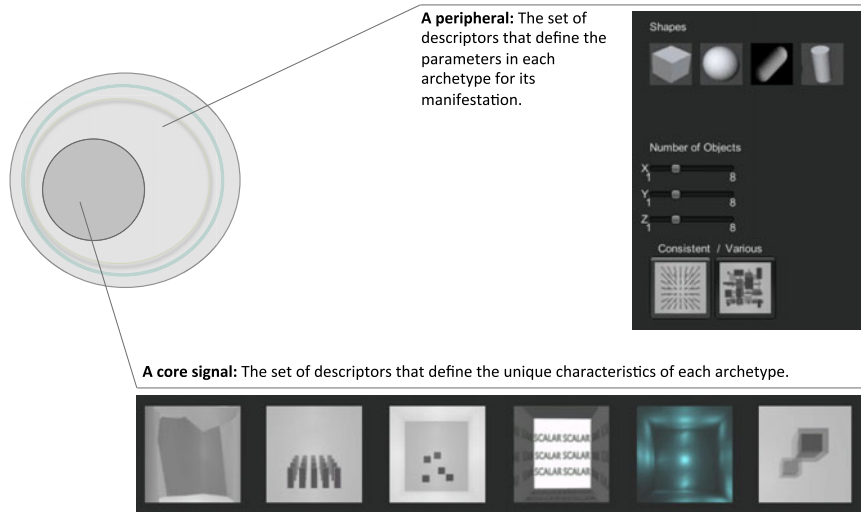 A peripheral: The set of
descriptors that define the
parameters in each
archetype for its
manifestation.
Shapes
Number of Objects
X
1 8
Y
1 8
Z
1 8
Consistent / Various
A core signal: The set of descriptors that define the unique characteristics of each archetype.
SCALAR SCALAR
SCALAR SCALAR
SCALAR SCALAR